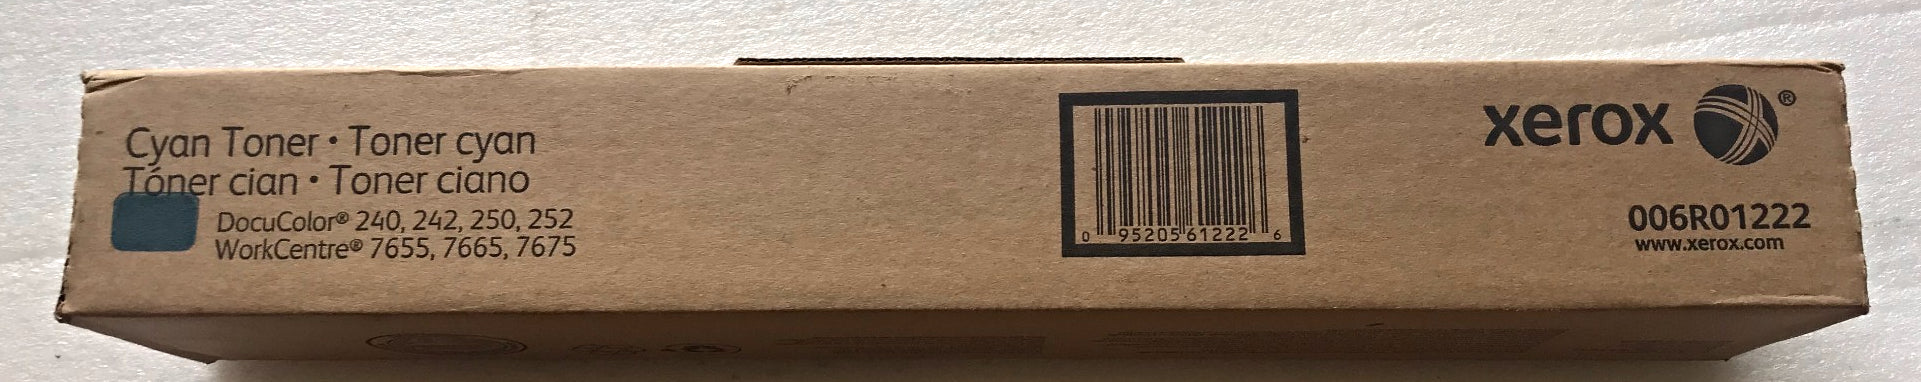 Cyan Toner • Toner cyan
Tóner cian • Toner ciano
DocuColor® 240, 242, 250, 252
WorkCentre® 7655, 7665, 7675
0 95205 61222 6
xerox ®
006R01222
www.xerox.com